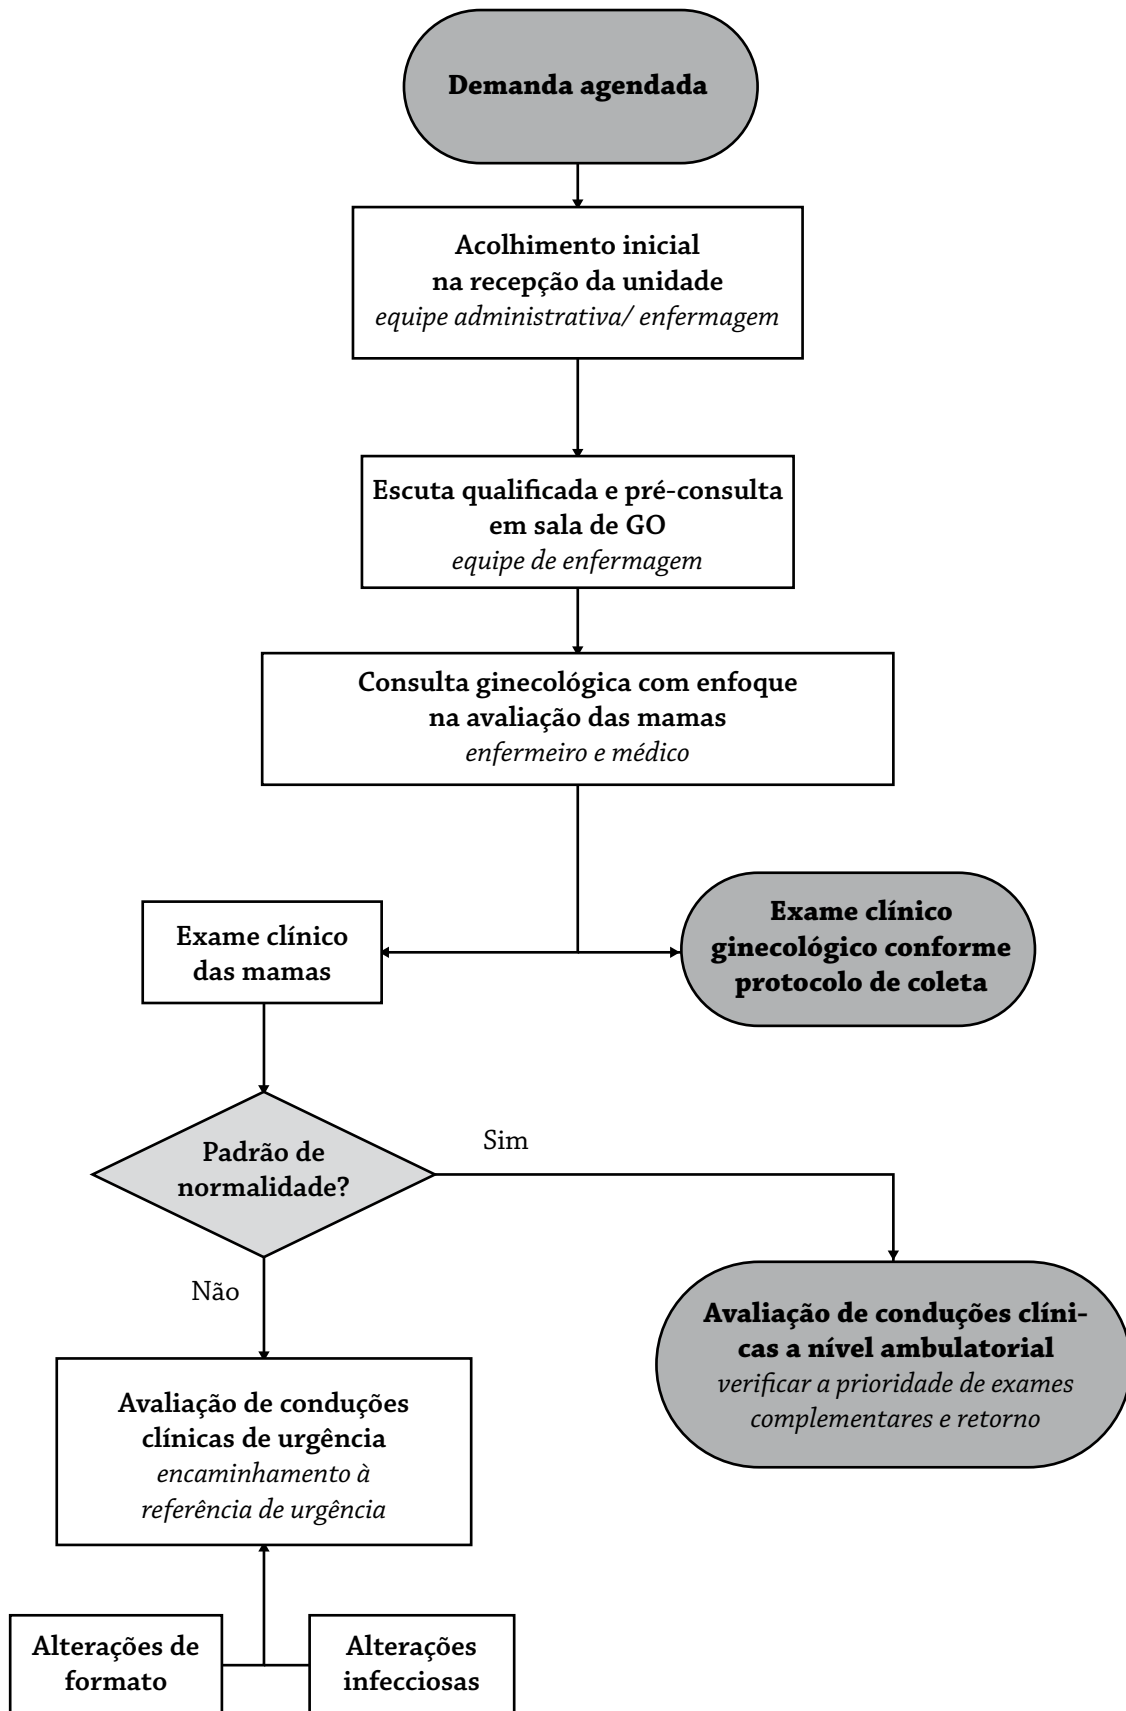 Demanda agendada
Acolhimento inicial
na recepção da unidade
equipe administrativa/ enfermagem
Escuta qualificada e pré-consulta
em sala de GO
equipe de enfermagem
Consulta ginecológica com enfoque
na avaliação das mamas
enfermeiro e médico
Exame clínico
das mamas
Exame clínico
ginecológico conforme
protocolo de coleta
Padrão de
normalidade?
Sim
Não
Avaliação de conduções clíni-
cas a nível ambulatorial
verificar a prioridade de exames
complementares e retorno
Avaliação de conduções
clínicas de urgência
encaminhamento à
referência de urgência
Alterações de
formato
Alterações
infecciosas